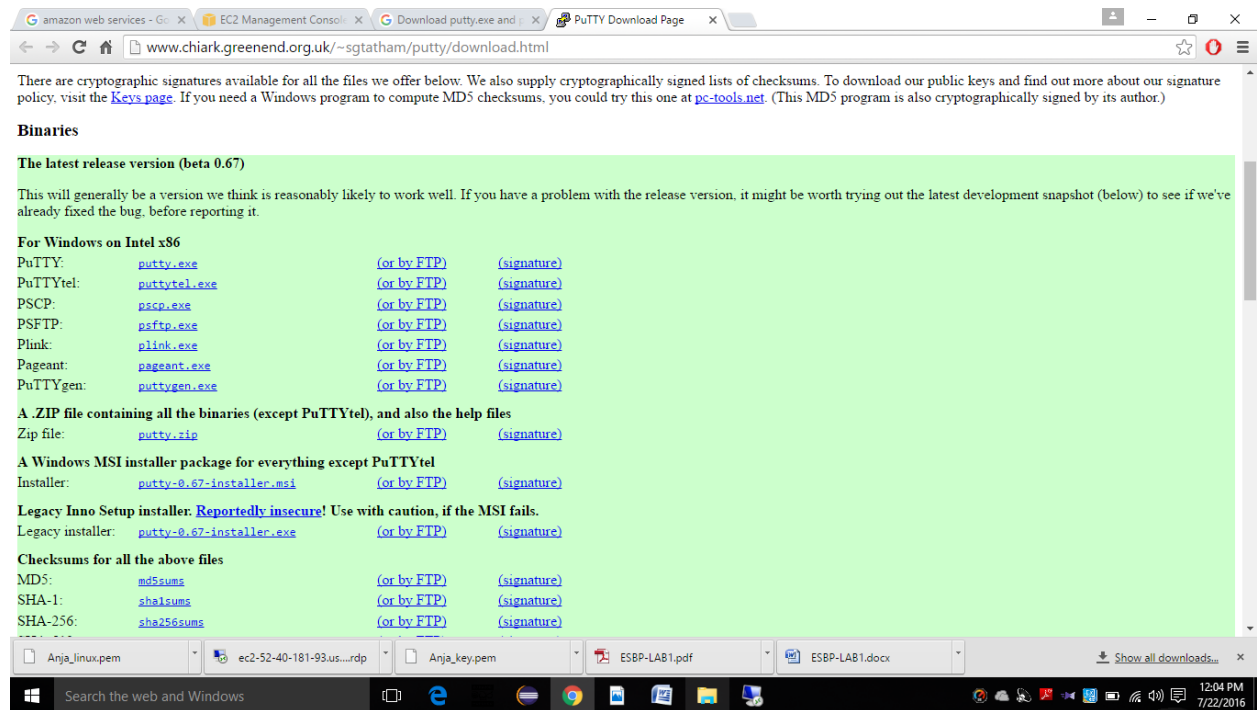 amazon web services - Go
EC2 Management Console
Download putty.exe and p
PuTTY Download Page
www.chiark.greenend.org.uk/~sgtatham/putty/download.html
There are cryptographic signatures available for all the files we offer below. We also supply cryptographically signed lists of checksums. To download our public keys and find out more about our signature
policy, visit the Keys page. If you need a Windows program to compute MD5 checksums, you could try this one at pc-tools.net. (This MD5 program is also cryptographically signed by its author.)
Binaries
The latest release version (beta 0.67)
This will generally be a version we think is reasonably likely to work well. If you have a problem with the release version, it might be worth trying out the latest development snapshot (below) to see if we've
already fixed the bug, before reporting it.
For Windows on Intel x86
PuTTY: putty.exe (or by FTP) (signature)
PuTTYtel: puttytel.exe (or by FTP) (signature)
PSCP: pscp.exe (or by FTP) (signature)
PSFTP: psftp.exe (or by FTP) (signature)
Plink: plink.exe (or by FTP) (signature)
Pageant: pageant.exe (or by FTP) (signature)
PuTTYgen: puttygen.exe (or by FTP) (signature)
A .ZIP file containing all the binaries (except PuTTYtel), and also the help files
Zip file: putty.zip (or by FTP) (signature)
A Windows MSI installer package for everything except PuTTYtel
Installer: putty-0.67-installer.msi (or by FTP) (signature)
Legacy Inno Setup installer. Reportedly insecure! Use with caution, if the MSI fails.
Legacy installer: putty-0.67-installer.exe (or by FTP) (signature)
Checksums for all the above files
MD5: md5sums (or by FTP) (signature)
SHA-1: sha1sums (or by FTP) (signature)
SHA-256: sha256sums (or by FTP) (signature)
Anja_linux.pem
ec2-52-40-181-93.us....rdp
Anja_key.pem
ESBP-LAB1.pdf
ESBP-LAB1.docx
Show all downloads...
Search the web and Windows
12:04 PM
7/22/2016